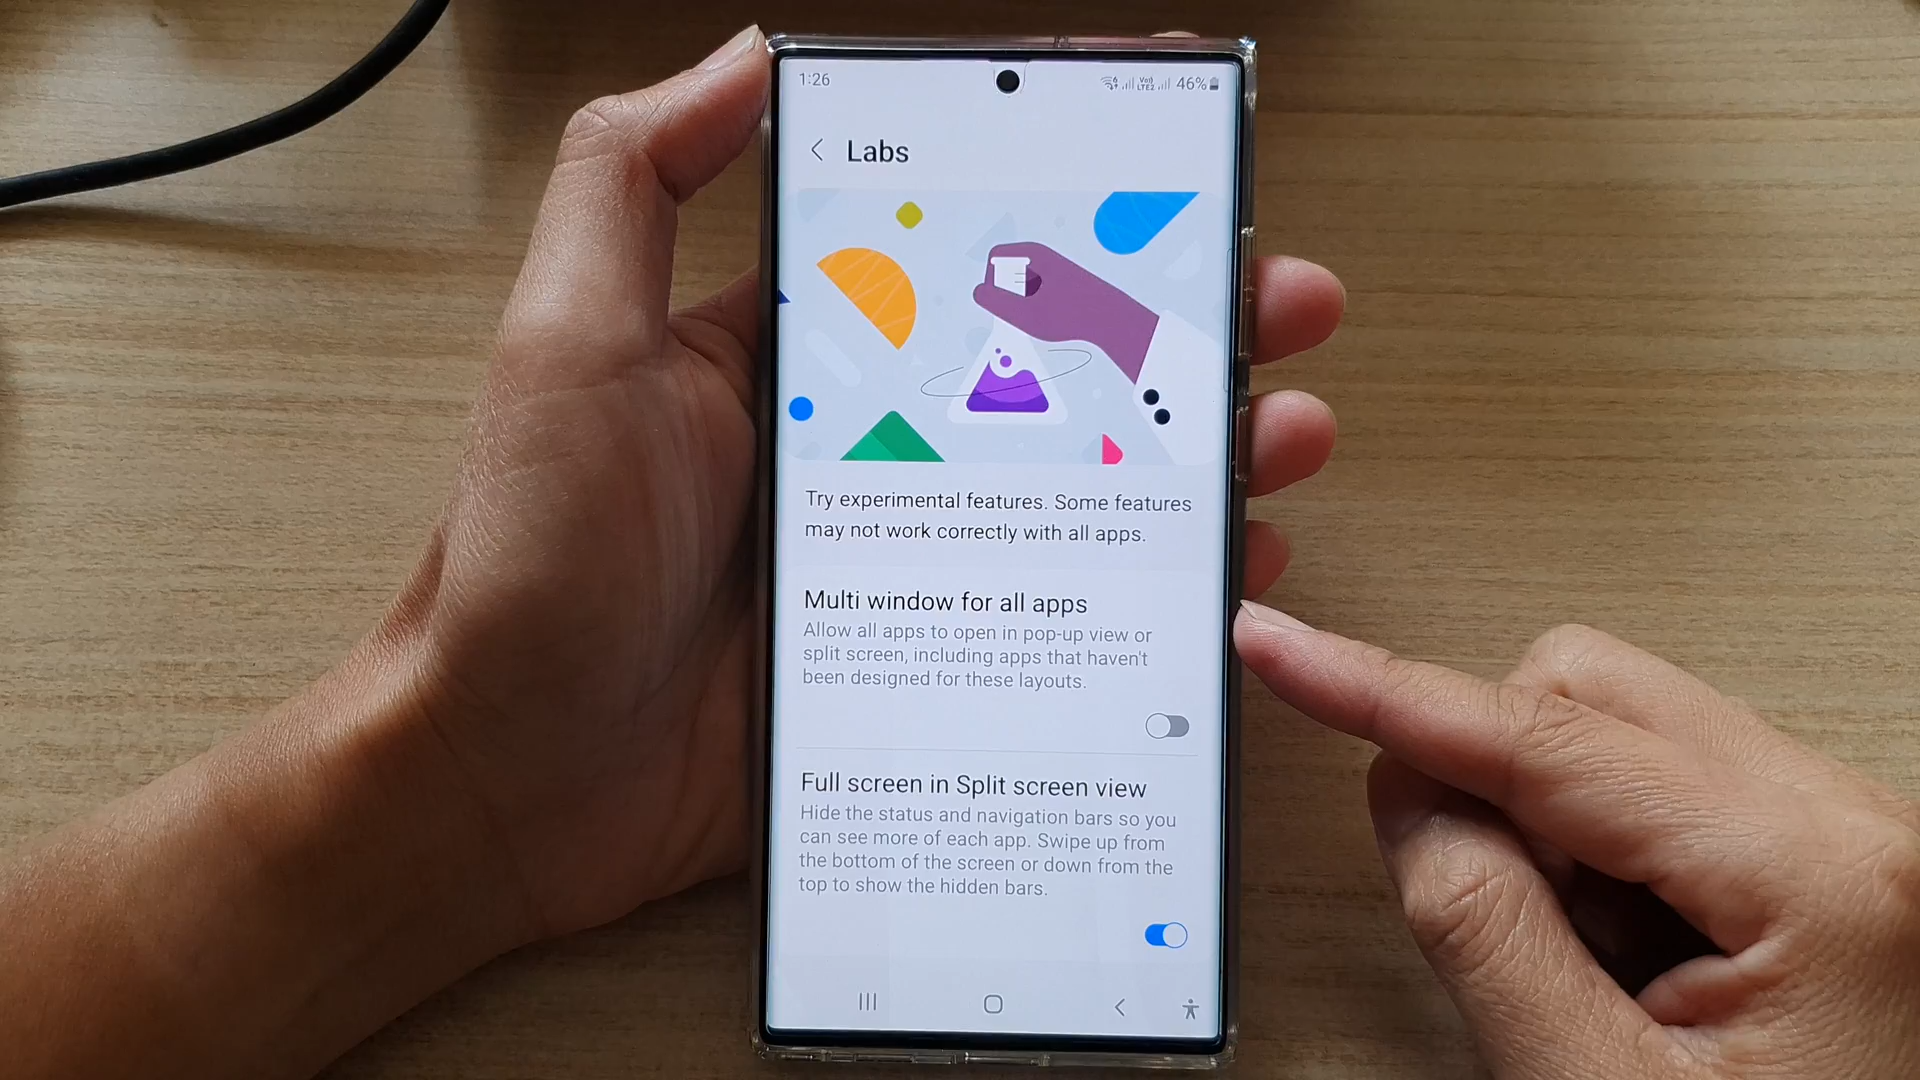 1:26
46%
Labs
Try experimental features. Some features
may not work correctly with all apps.
Multi window for all apps
Allow all apps to open in pop-up view or
split screen, including apps that haven't
been designed for these layouts.
Full screen in Split screen view
Hide the status and navigation bars so you
can see more of each app. Swipe up from
the bottom of the screen or down from the
top to show the hidden bars.